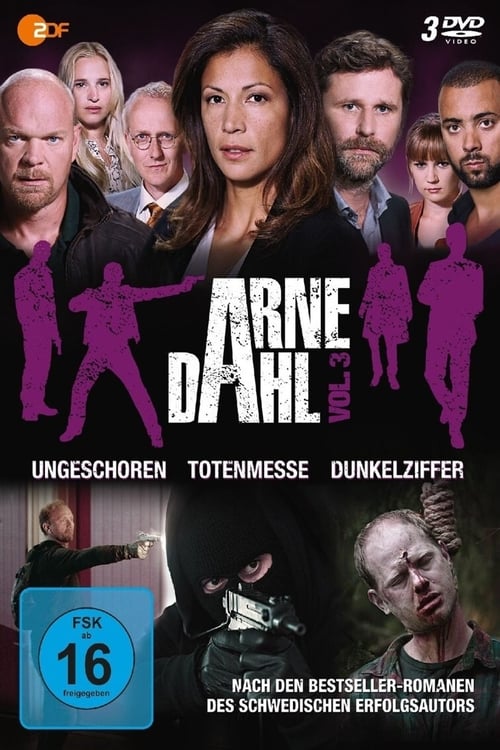 ZDF
3 DVD
VIDEO
ARNE
DAHL
VOL. 3
UNGESCHOREN TOTENMESSE DUNKELZIFFER
FSK
ab
16
freigegeben
NACH DEN BESTSELLER-ROMANEN
DES SCHWEDISCHEN ERFOLGSAUTORS